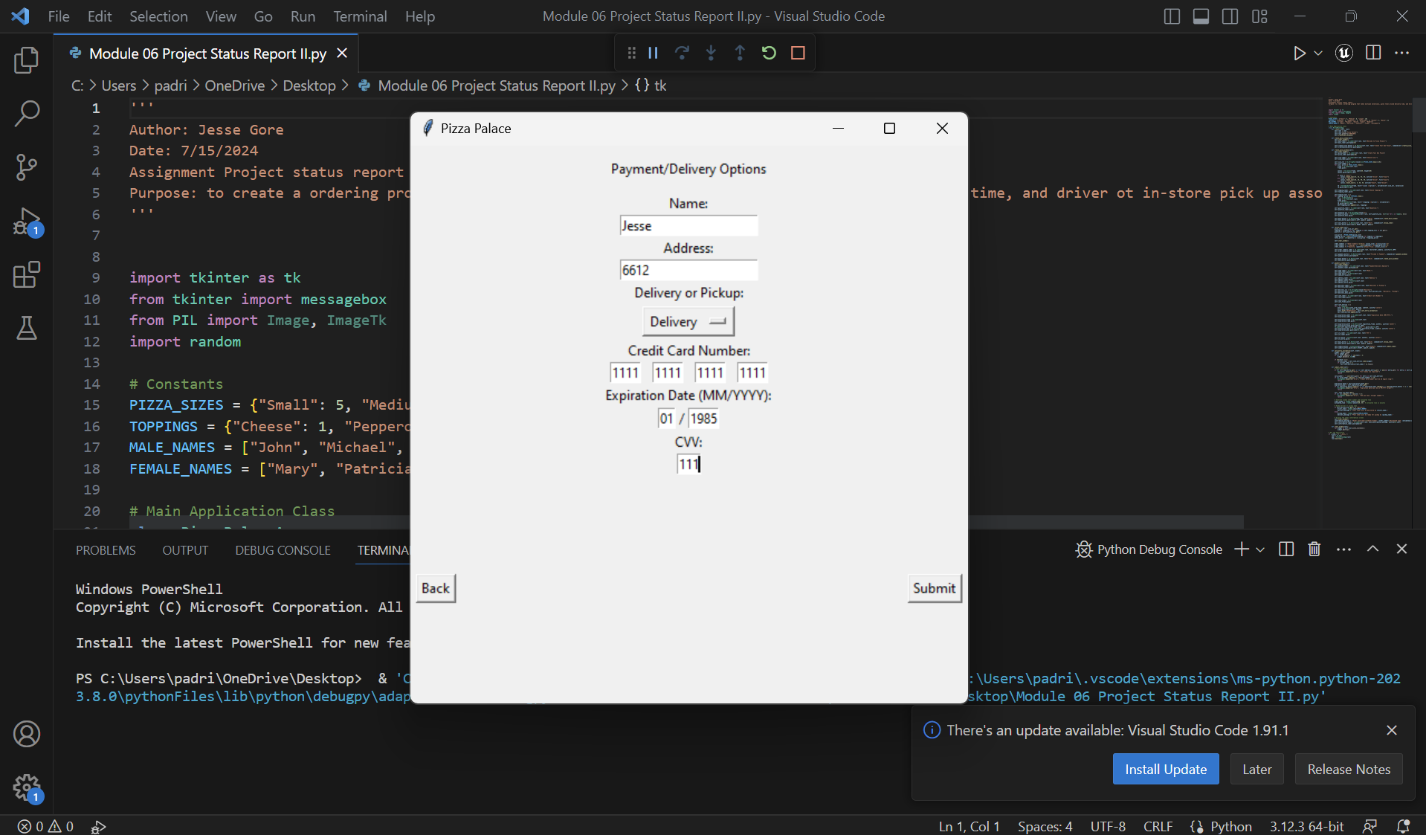 File Edit Selection View Go Run Terminal Help
Module 06 Project Status Report II.py - Visual Studio Code
Module 06 Project Status Report II.py
C: > Users > padri > OneDrive > Desktop > Module 06 Project Status Report II.py > {} tk
1 '''
2 Author: Jesse Gore
3 Date: 7/15/2024
4 Assignment Project status report
5 Purpose: to create a ordering pro time, and driver ot in-store pick up asso
6 '''
7
8
9 import tkinter as tk
10 from tkinter import messagebox
11 from PIL import Image, ImageTk
12 import random
13
14 # Constants
15 PIZZA_SIZES = {"Small": 5, "Mediu
16 TOPPINGS = {"Cheese": 1, "Pepperc
17 MALE_NAMES = ["John", "Michael",
18 FEMALE_NAMES = ["Mary", "Patricia
19
20 # Main Application Class
Pizza Palace
Payment/Delivery Options
Name:
Jesse
Address:
6612
Delivery or Pickup:
Delivery
Credit Card Number:
1111 1111 1111 1111
Expiration Date (MM/YYYY):
01 / 1985
CVV:
111
Back
Submit
PROBLEMS OUTPUT DEBUG CONSOLE TERMINA
Python Debug Console
Windows PowerShell
Copyright (C) Microsoft Corporation. All
Install the latest PowerShell for new fea
PS C:\Users\padri\OneDrive\Desktop> & 'C :\Users\padri\.vscode\extensions\ms-python.python-202
3.8.0\pythonFiles\lib\python\debugpy\adap sktop\Module 06 Project Status Report II.py'
There's an update available: Visual Studio Code 1.91.1
Install Update Later Release Notes
1
1
0 0
Ln 1, Col 1 Spaces: 4 UTF-8 CRLF {} Python 3.12.3 64-bit